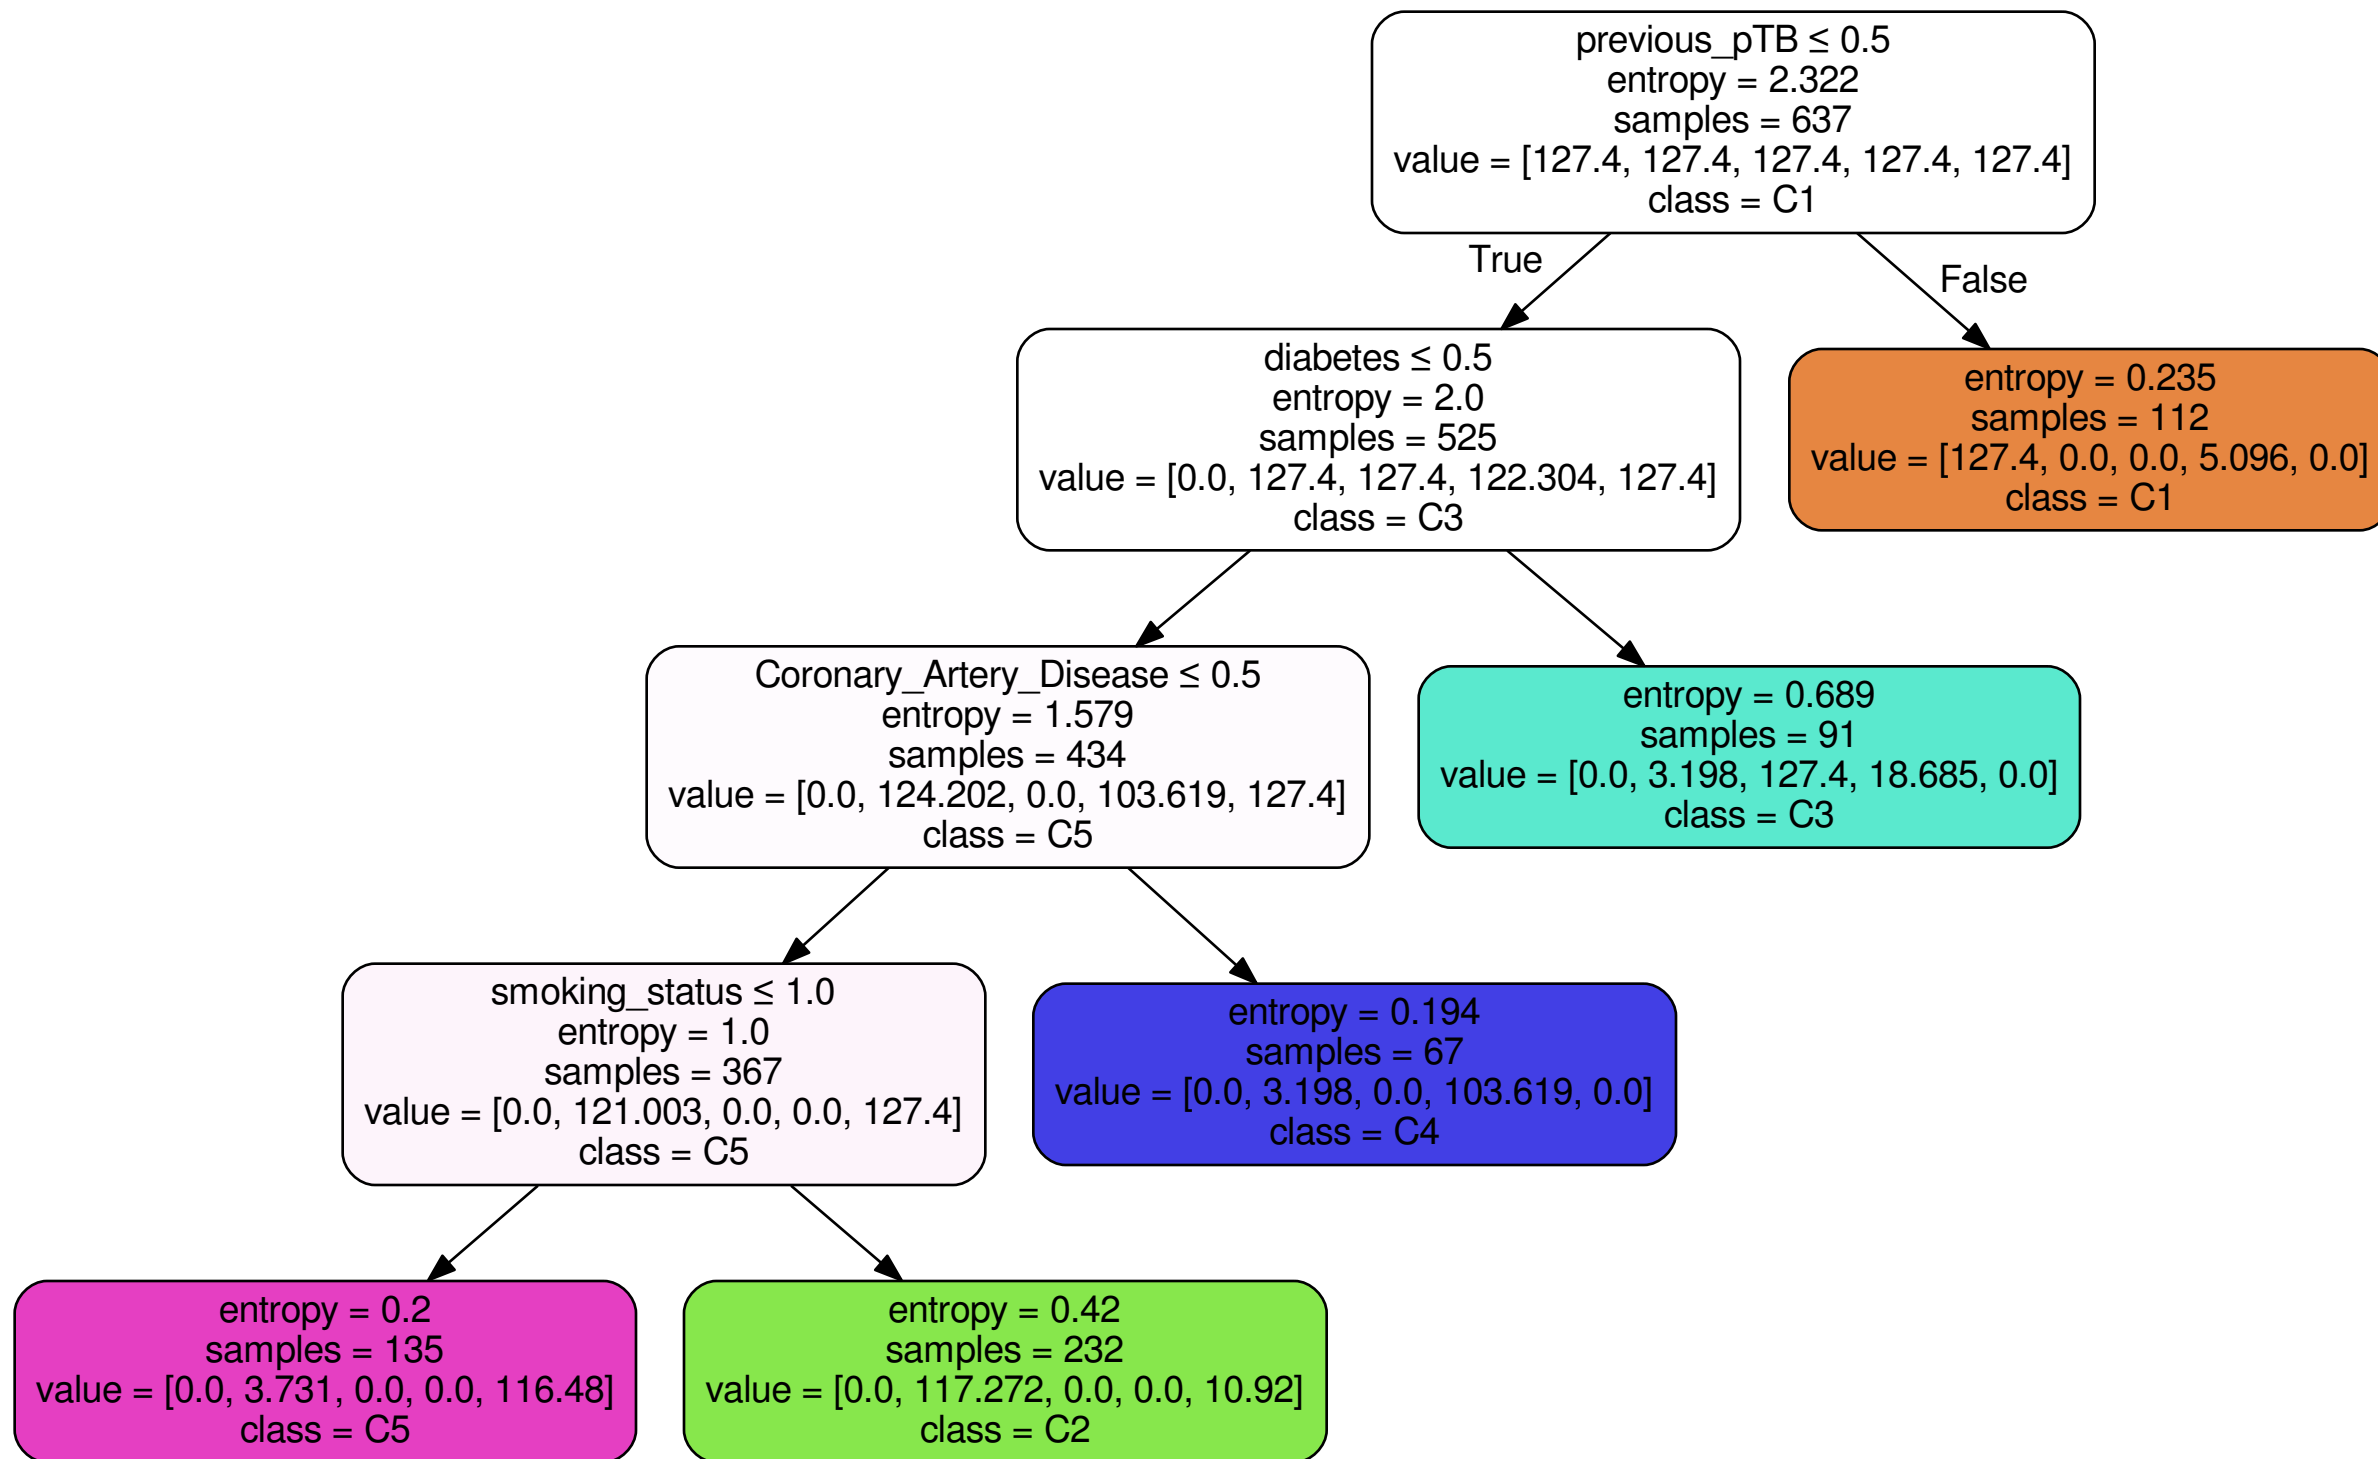 previous_pTB ≤ 0.5
entropy = 2.322
samples = 637
value = [127.4, 127.4, 127.4, 127.4, 127.4]
class = C1
True
False
diabetes ≤ 0.5
entropy = 2.0
samples = 525
value = [0.0, 127.4, 127.4, 122.304, 127.4]
class = C3
entropy = 0.235
samples = 112
value = [127.4, 0.0, 0.0, 5.096, 0.0]
class = C1
Coronary_Artery_Disease ≤ 0.5
entropy = 1.579
samples = 434
value = [0.0, 124.202, 0.0, 103.619, 127.4]
class = C5
entropy = 0.689
samples = 91
value = [0.0, 3.198, 127.4, 18.685, 0.0]
class = C3
smoking_status ≤ 1.0
entropy = 1.0
samples = 367
value = [0.0, 121.003, 0.0, 0.0, 127.4]
class = C5
entropy = 0.194
samples = 67
value = [0.0, 3.198, 0.0, 103.619, 0.0]
class = C4
entropy = 0.2
samples = 135
value = [0.0, 3.731, 0.0, 0.0, 116.48]
class = C5
entropy = 0.42
samples = 232
value = [0.0, 117.272, 0.0, 0.0, 10.92]
class = C2